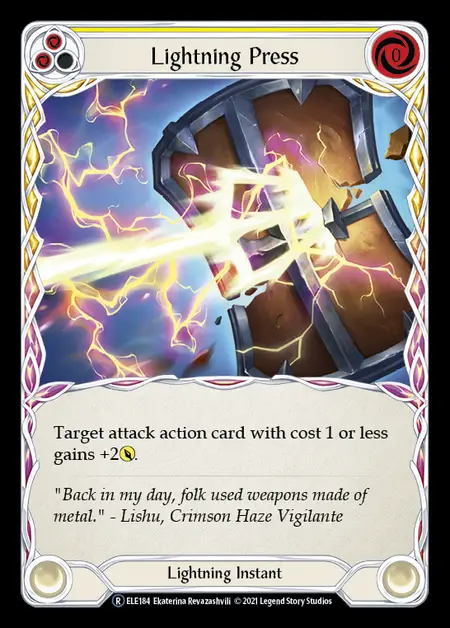 Lightning Press
0
Target attack action card with cost 1 or less
gains +2.
"Back in my day, folk used weapons made of
metal." - Lishu, Crimson Haze Vigilante
Lightning Instant
R ELE184 Ekaterina Revazashvili © 2021 Legend Story Studios